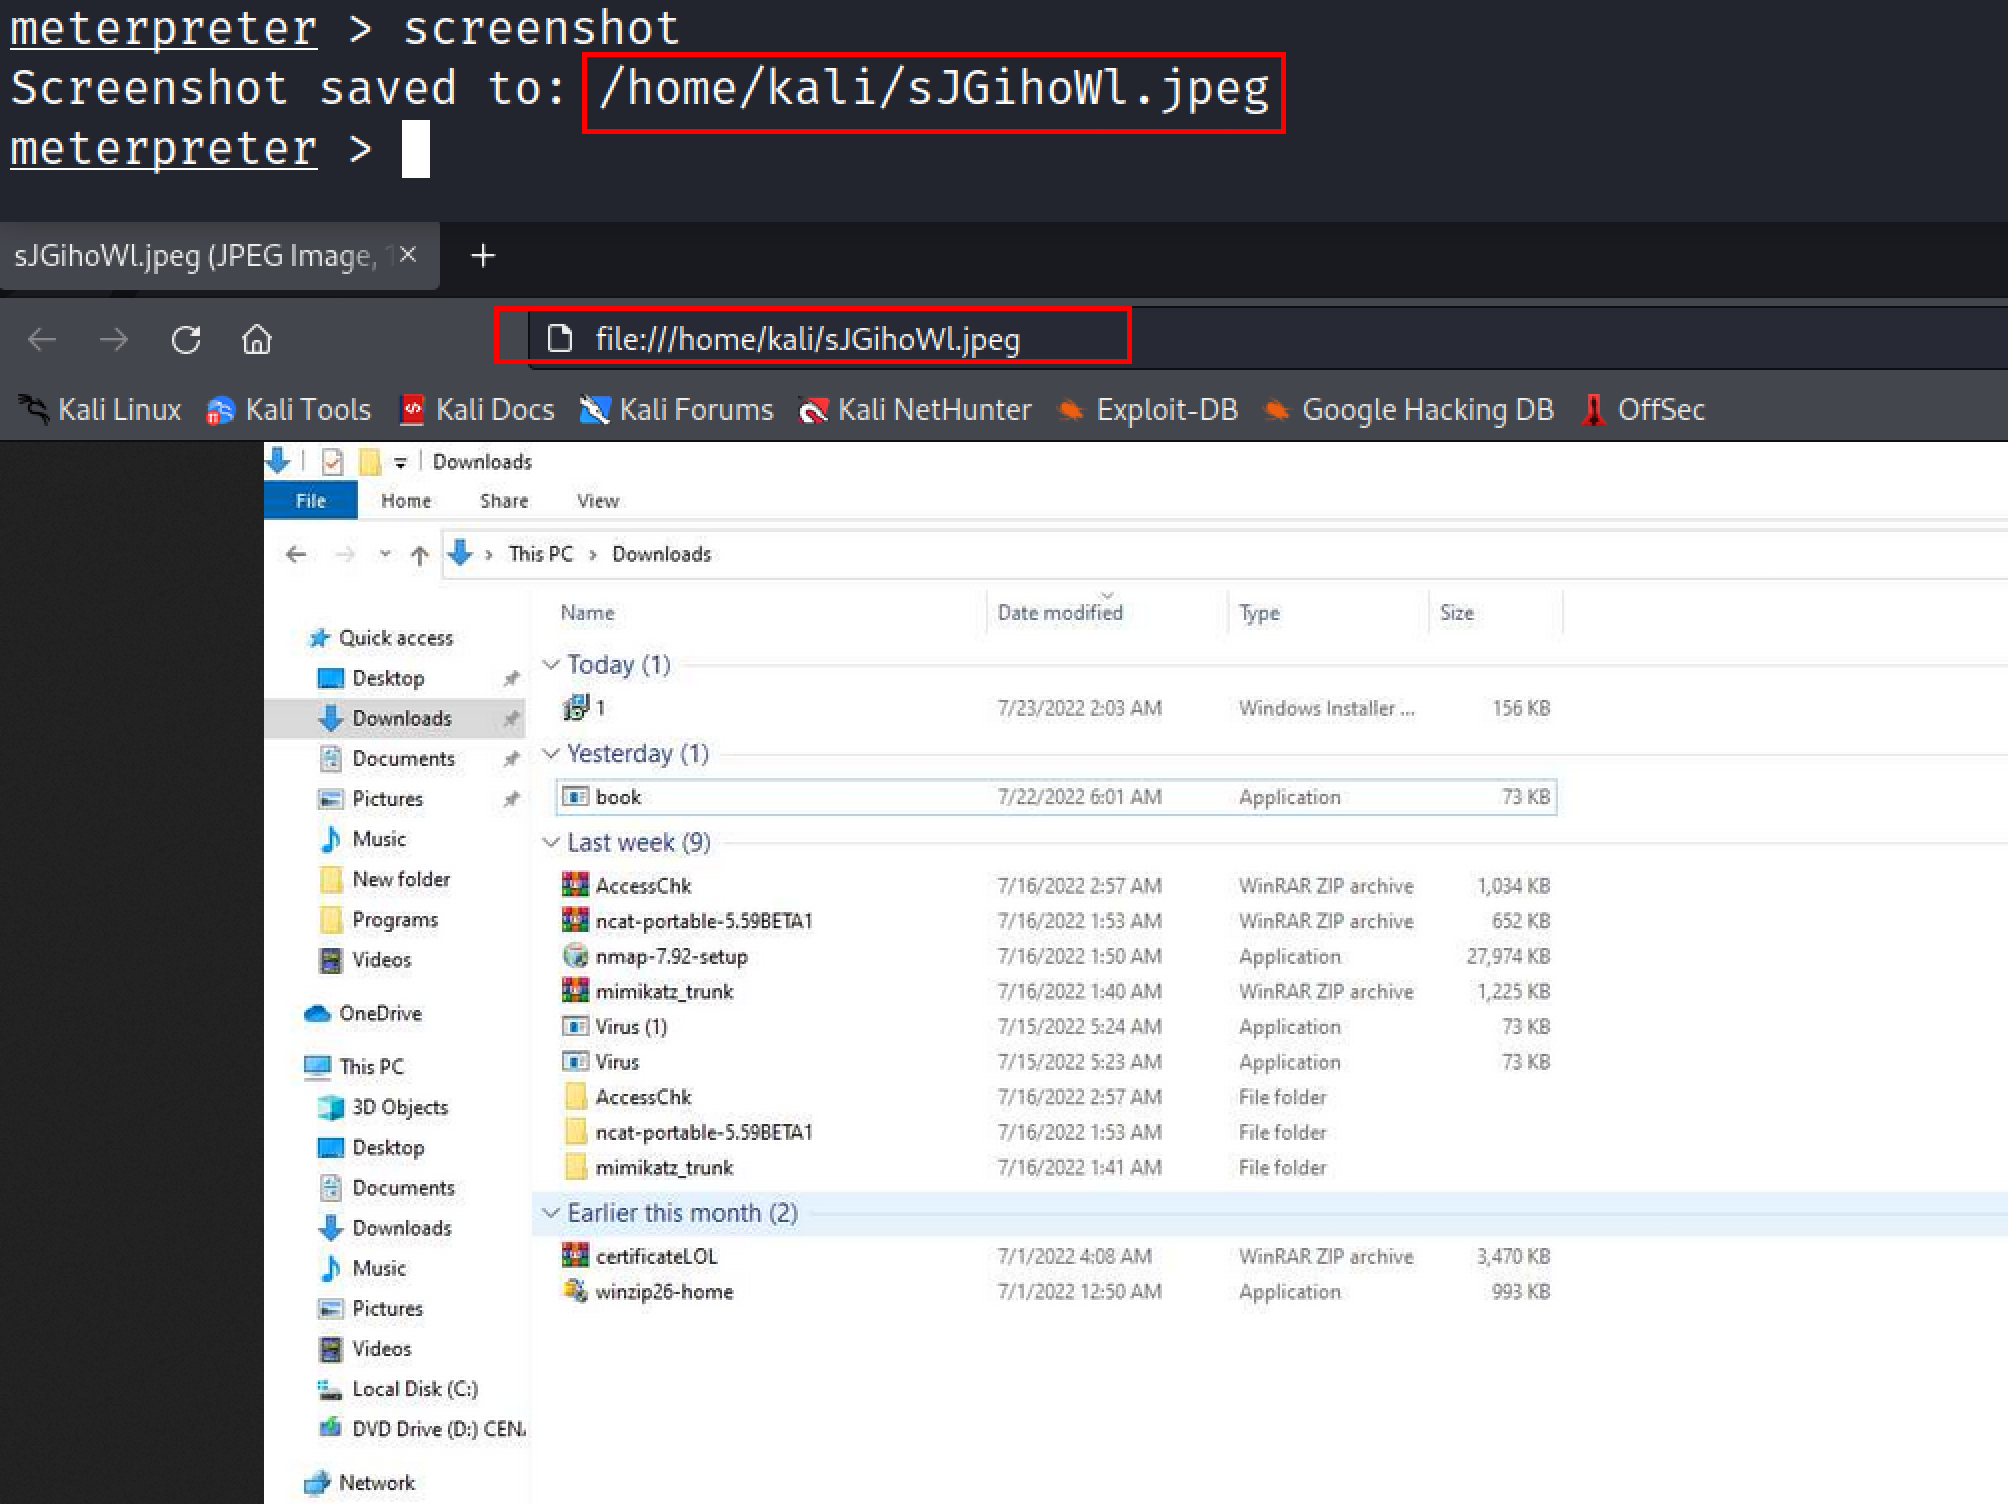 meterpreter > screenshot
Screenshot saved to: /home/kali/sJGihoWl.jpeg
meterpreter >
sJGihoWl.jpeg (JPEG Image, 1
file:///home/kali/sJGihoWl.jpeg
Kali Linux Kali Tools Kali Docs Kali Forums Kali NetHunter Exploit-DB Google Hacking DB OffSec
Downloads
File Home Share View
This PC > Downloads
Name Date modified Type Size
Quick access
Desktop
Downloads
Documents
Pictures
Music
New folder
Programs
Videos
OneDrive
This PC
3D Objects
Desktop
Documents
Downloads
Music
Pictures
Videos
Local Disk (C:)
DVD Drive (D:) CEN
Network
Today (1)
1 7/23/2022 2:03 AM Windows Installer ... 156 KB
Yesterday (1)
book 7/22/2022 6:01 AM Application 73 KB
Last week (9)
AccessChk 7/16/2022 2:57 AM WinRAR ZIP archive 1,034 KB
ncat-portable-5.59BETA1 7/16/2022 1:53 AM WinRAR ZIP archive 652 KB
nmap-7.92-setup 7/16/2022 1:50 AM Application 27,974 KB
mimikatz_trunk 7/16/2022 1:40 AM WinRAR ZIP archive 1,225 KB
Virus (1) 7/15/2022 5:24 AM Application 73 KB
Virus 7/15/2022 5:23 AM Application 73 KB
AccessChk 7/16/2022 2:57 AM File folder
ncat-portable-5.59BETA1 7/16/2022 1:53 AM File folder
mimikatz_trunk 7/16/2022 1:41 AM File folder
Earlier this month (2)
certificateLOL 7/1/2022 4:08 AM WinRAR ZIP archive 3,470 KB
winzip26-home 7/1/2022 12:50 AM Application 993 KB